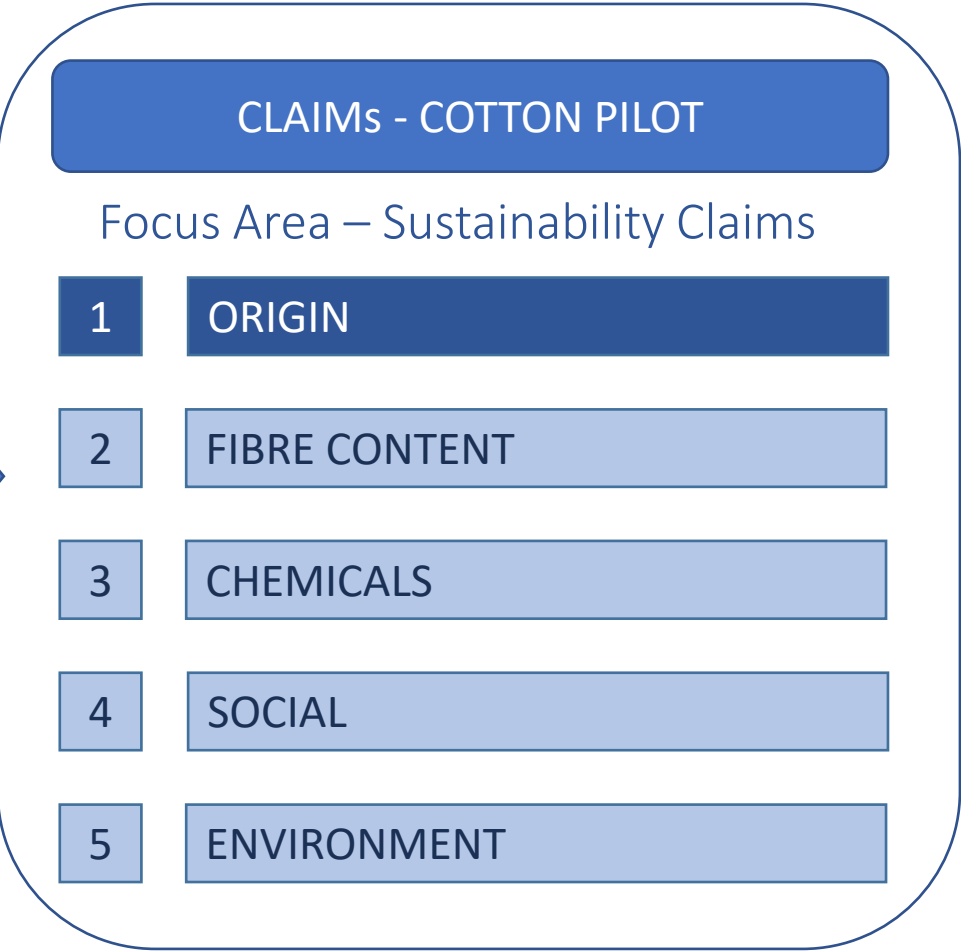 CLAIMs - COTTON PILOT
Focus Area – Sustainability Claims
1 ORIGIN
2 FIBRE CONTENT
3 CHEMICALS
4 SOCIAL
5 ENVIRONMENT